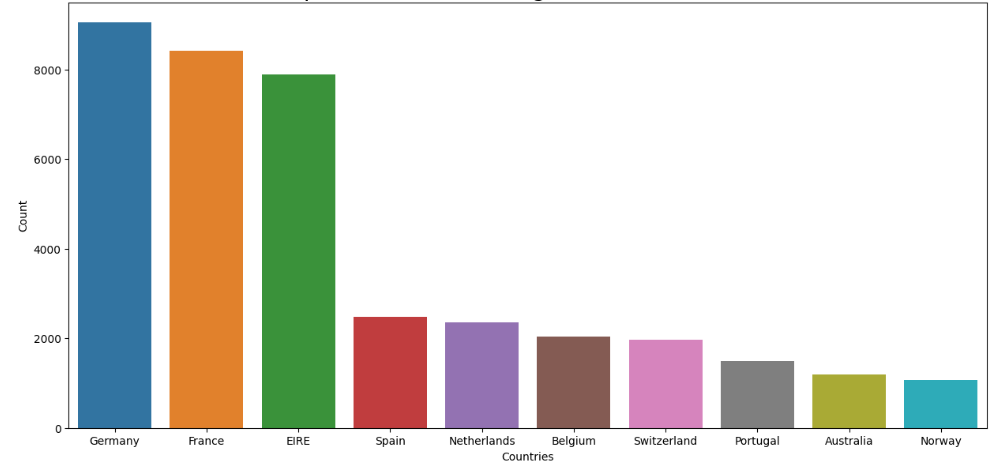 8000
6000
4000
2000
0
Count
Germany France EIRE Spain Netherlands Belgium Switzerland Portugal Australia Norway
Countries